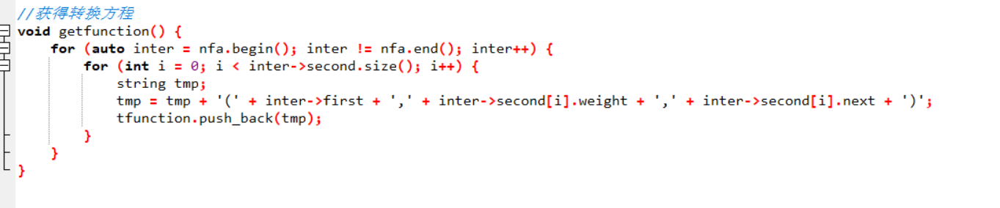 //获得转换方程
void getfunction() {
    for (auto inter = nfa.begin(); inter != nfa.end(); inter++) {
        for (int i = 0; i < inter->second.size(); i++) {
            string tmp;
            tmp = tmp + '(' + inter->first + ',' + inter->second[i].weight + ',' + inter->second[i].next + ')';
            tfunction.push_back(tmp);
        }
    }
}